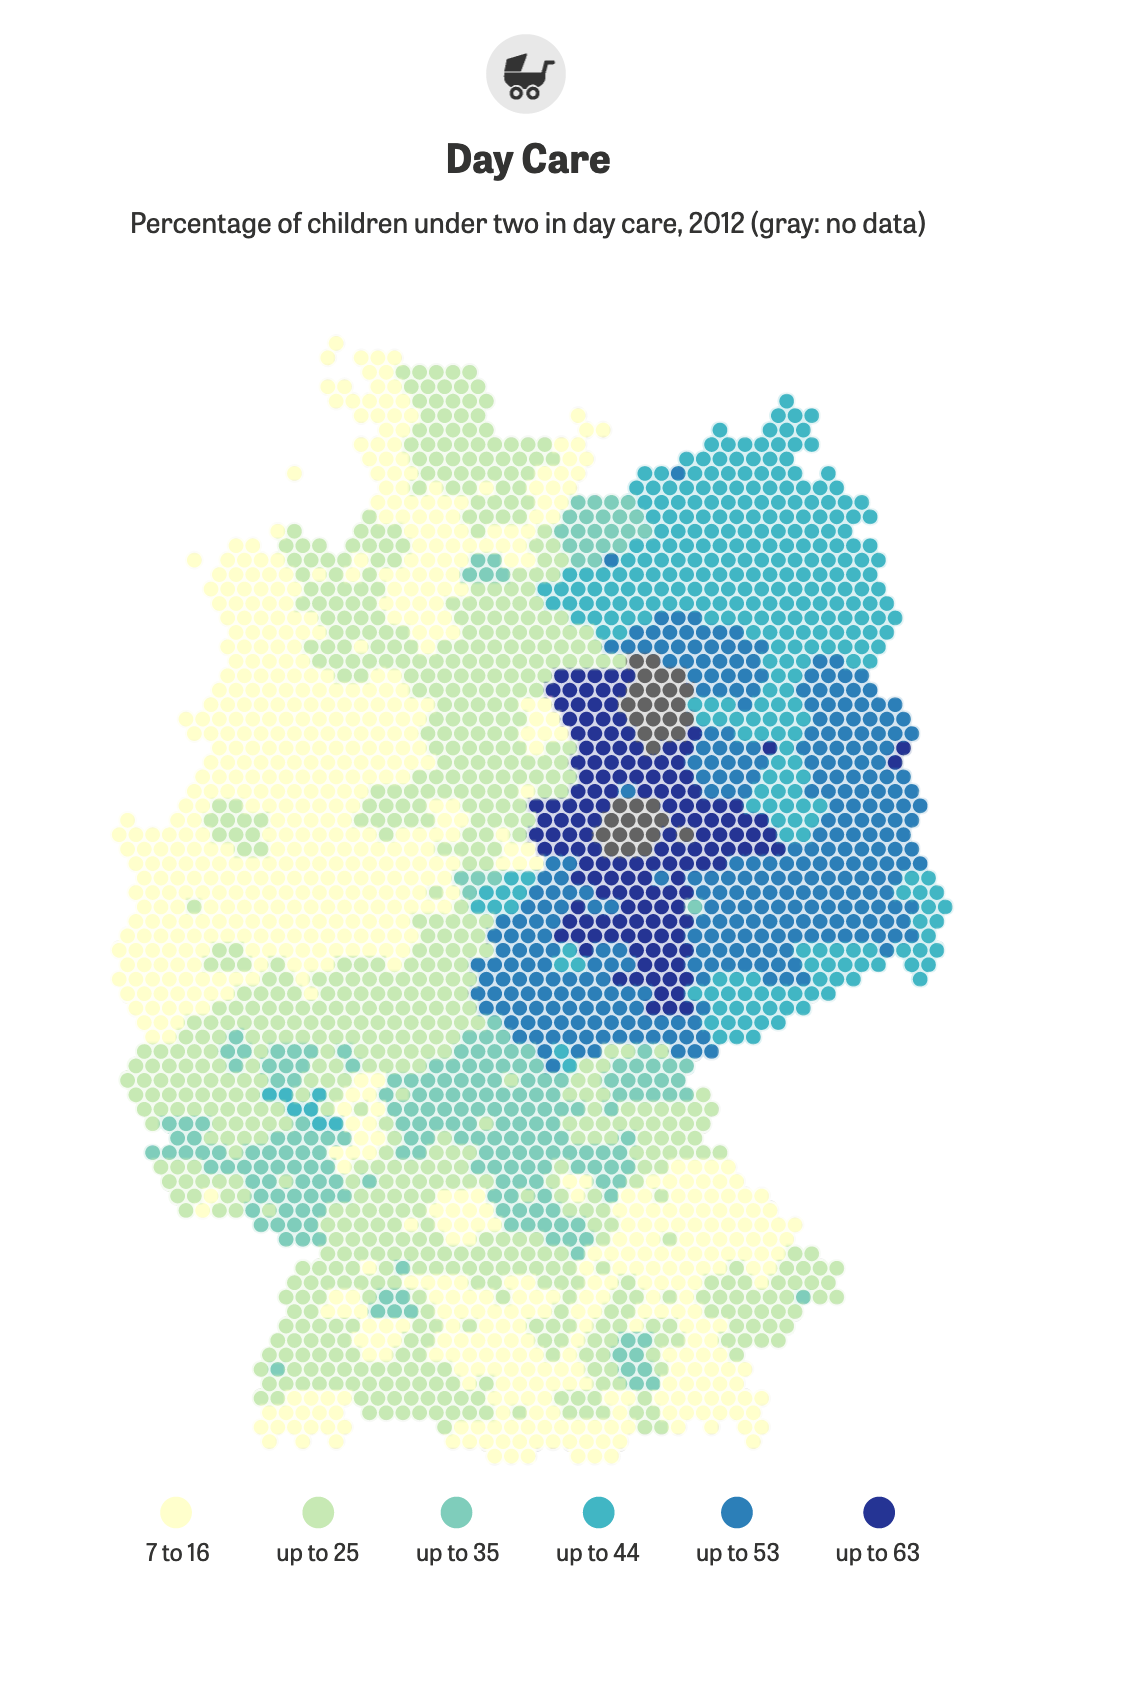 Day Care
Percentage of children under two in day care, 2012 (gray: no data)
7 to 16
up to 25
up to 35
up to 44
up to 53
up to 63